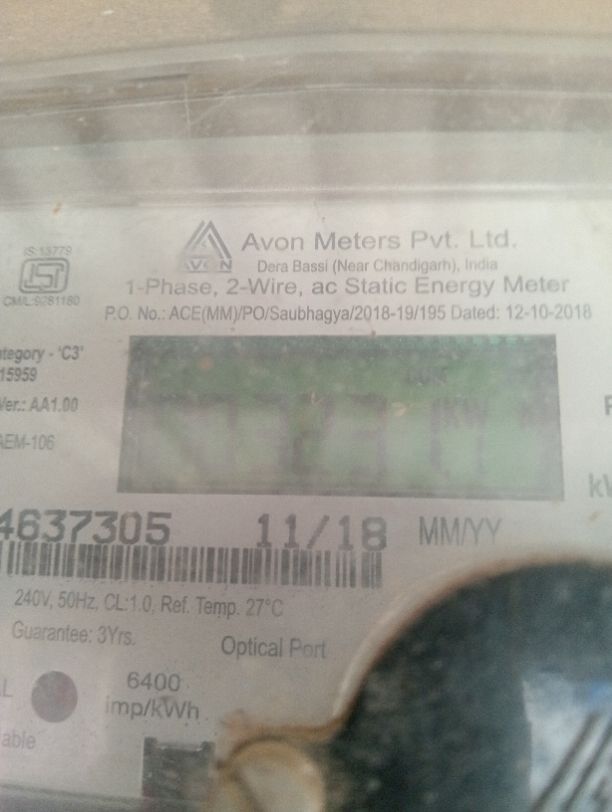 Avon Meters Pvt. Ltd.
AVON
Dera Bassi (Near Chandigarh), India
1-Phase, 2-Wire, ac Static Energy Meter
P.O. No.: ACE(MM)/PO/Saubhagya/2018-19/195 Dated: 12-10-2018
IS:13779
CM/L:9281180
tegory - 'C3'
15959
Ver.: AA1.00
AEM-106
4637305 11/18 MM/YY
240V, 50Hz, CL:1.0, Ref. Temp. 27°C
Guarantee: 3Yrs.
Optical Port
6400
imp/kWh
able